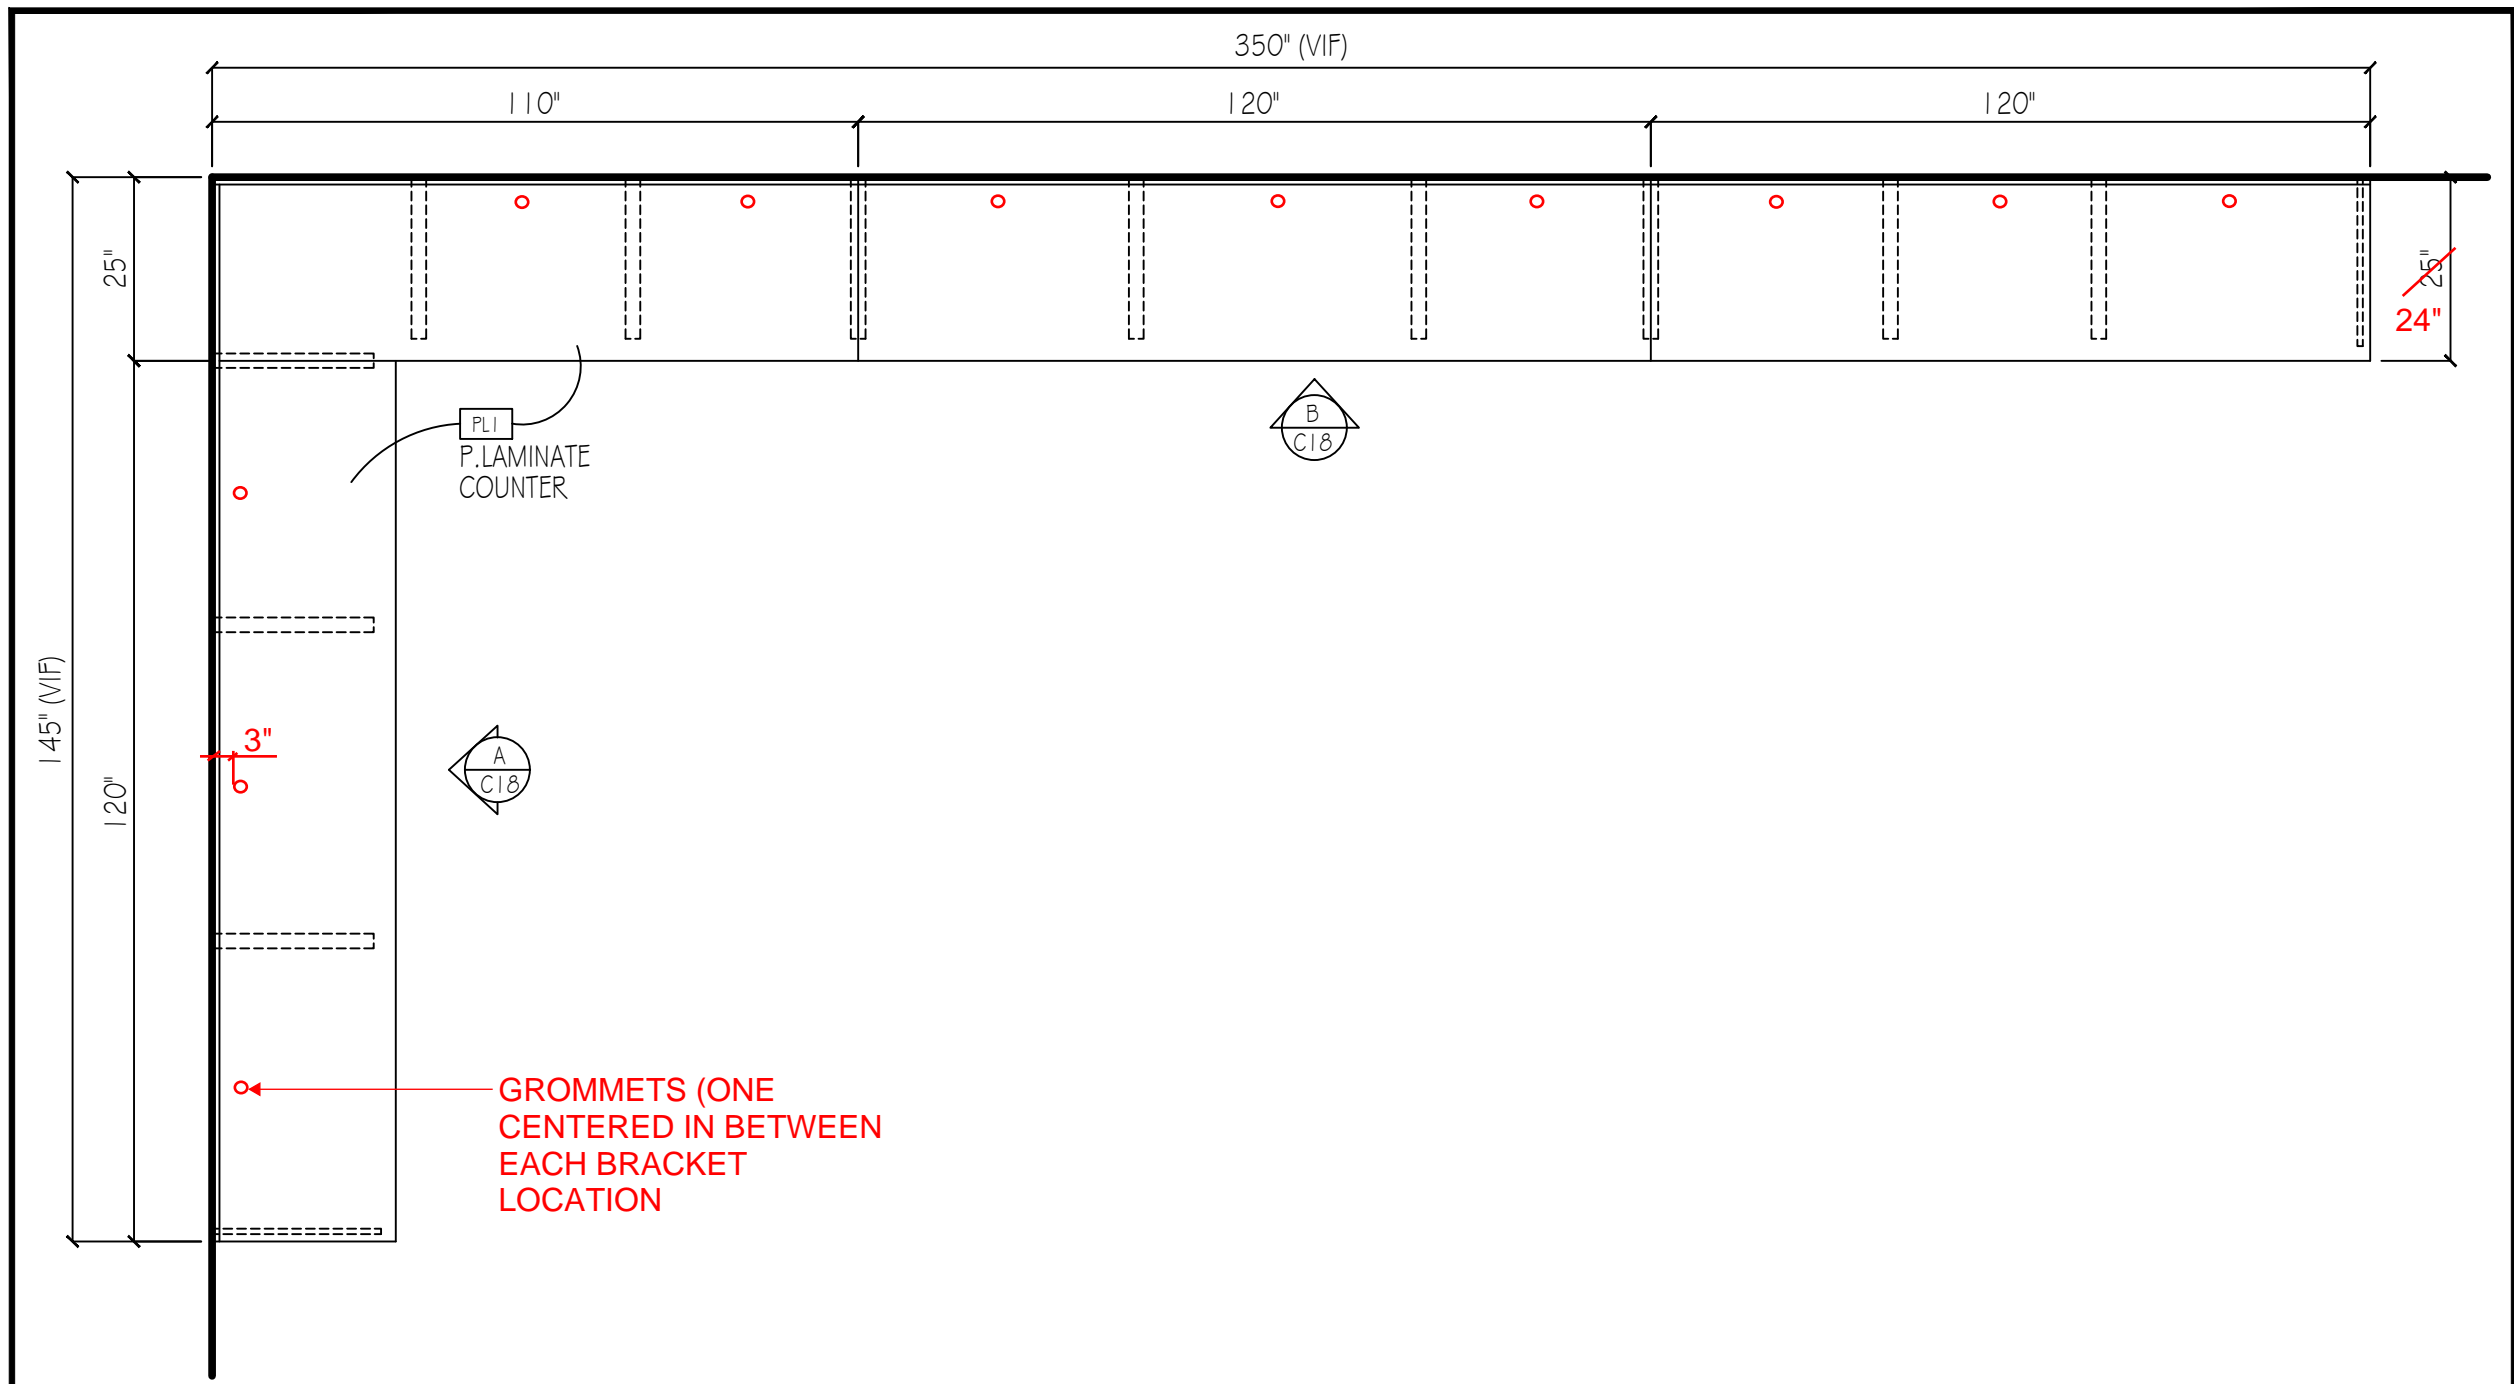 350" (VIF)
110"
120"
120"
25"
25"
24"
PL1
P.LAMINATE
COUNTER
B
C18
145" (VIF)
120"
3"
A
C18
GROMMETS (ONE
CENTERED IN BETWEEN
EACH BRACKET
LOCATION